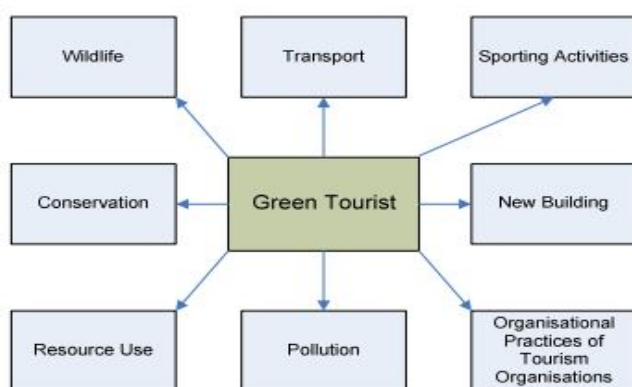 Wildlife
Transport
Sporting Activities
Conservation
Green Tourist
New Building
Resource Use
Pollution
Organisational
Practices of
Tourism
Organisations